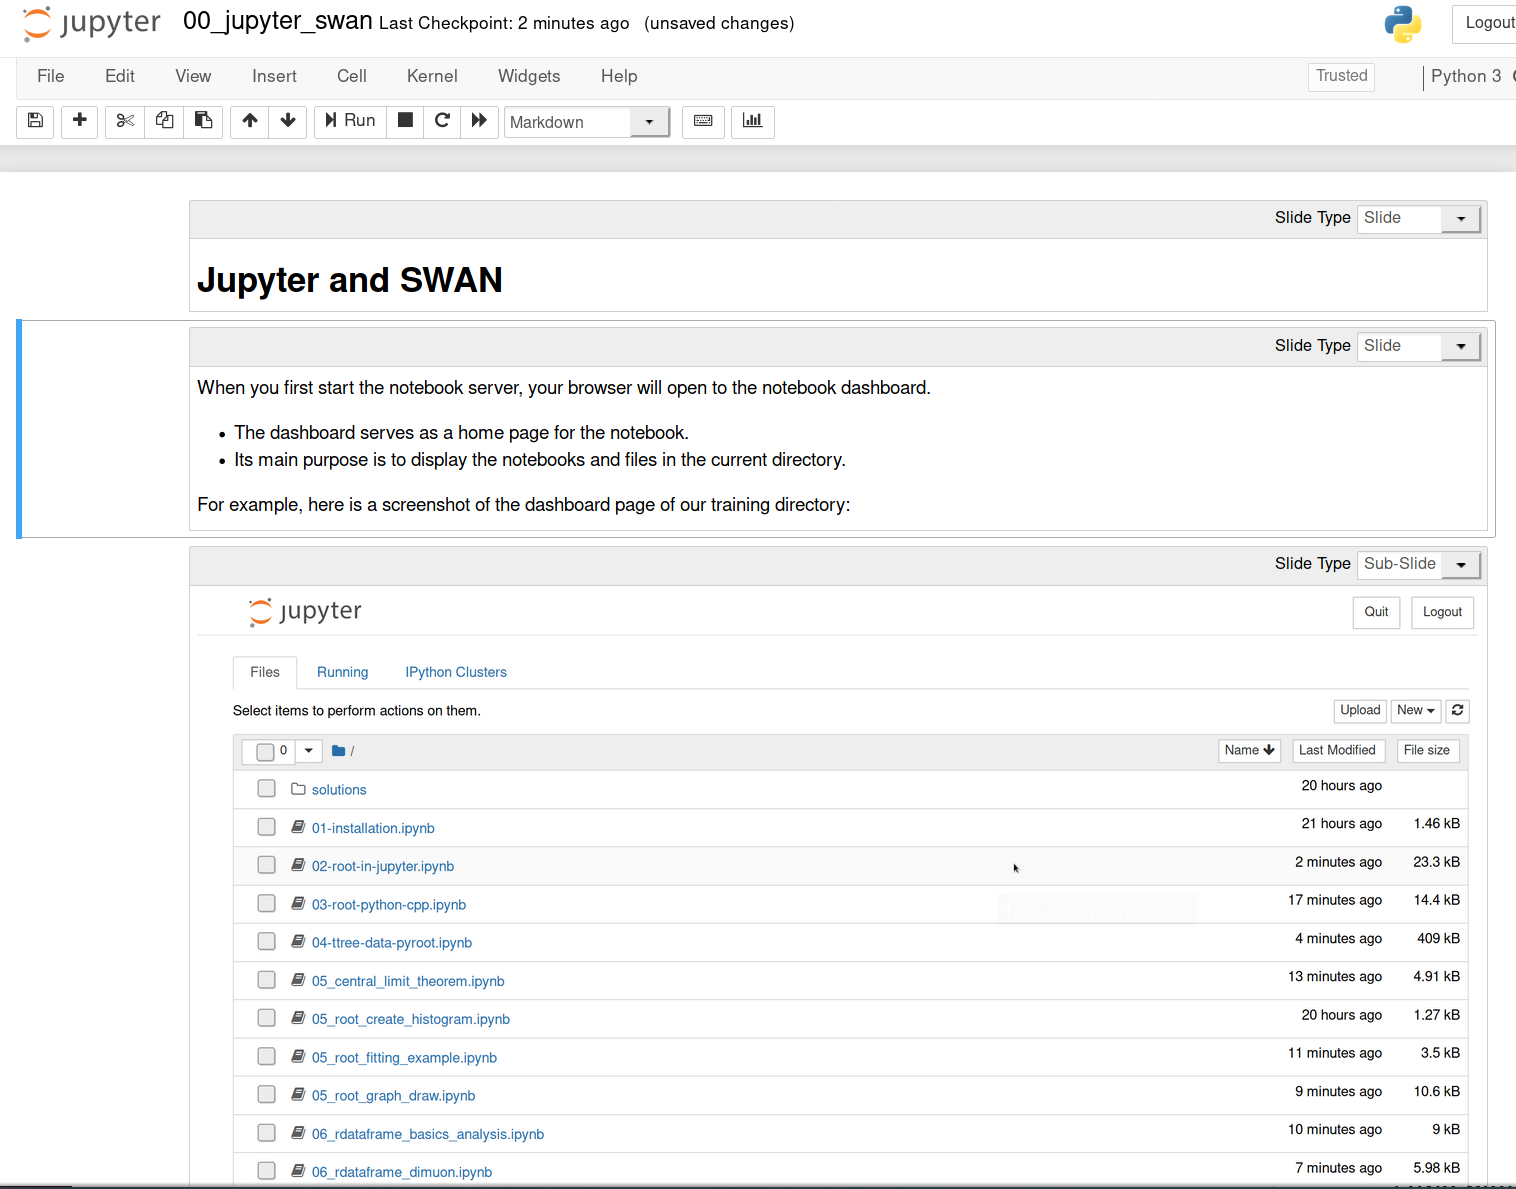 jupyter 00_jupyter_swan Last Checkpoint: 2 minutes ago (unsaved changes) Logout
File Edit View Insert Cell Kernel Widgets Help Trusted Python 3
Run Markdown
Slide Type Slide
Jupyter and SWAN
Slide Type Slide
When you first start the notebook server, your browser will open to the notebook dashboard.
• The dashboard serves as a home page for the notebook.
• Its main purpose is to display the notebooks and files in the current directory.
For example, here is a screenshot of the dashboard page of our training directory:
Slide Type Sub-Slide
jupyter Quit Logout
Files Running IPython Clusters
Select items to perform actions on them. Upload New
0 / Name Last Modified File size
solutions 20 hours ago
01-installation.ipynb 21 hours ago 1.46 kB
02-root-in-jupyter.ipynb 2 minutes ago 23.3 kB
03-root-python-cpp.ipynb 17 minutes ago 14.4 kB
04-ttree-data-pyroot.ipynb 4 minutes ago 409 kB
05_central_limit_theorem.ipynb 13 minutes ago 4.91 kB
05_root_create_histogram.ipynb 20 hours ago 1.27 kB
05_root_fitting_example.ipynb 11 minutes ago 3.5 kB
05_root_graph_draw.ipynb 9 minutes ago 10.6 kB
06_rdataframe_basics_analysis.ipynb 10 minutes ago 9 kB
06_rdataframe_dimuon.ipynb 7 minutes ago 5.98 kB